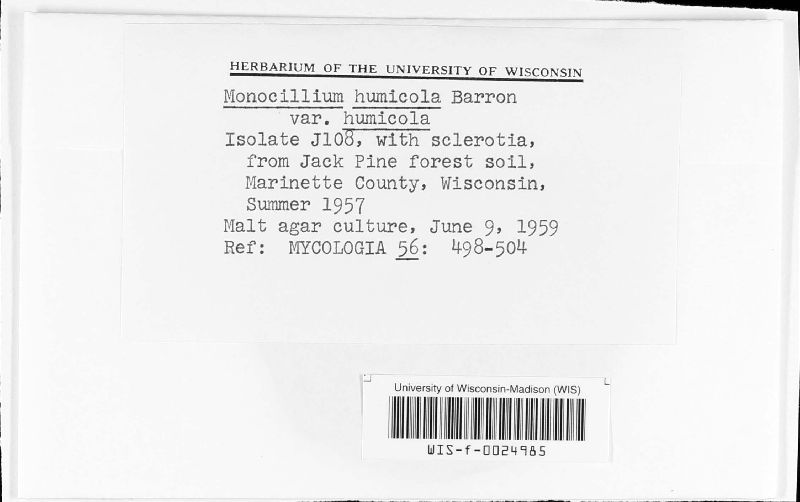 HERBARIUM OF THE UNIVERSITY OF WISCONSIN
Monocillium humicola Barron
var. humicola
Isolate J108, with sclerotia,
from Jack Pine forest soil,
Marinette County, Wisconsin,
Summer 1957
Malt agar culture, June 9, 1959
Ref: MYCOLOGIA 56: 498-504
University of Wisconsin-Madison (WIS)
WIS-f-0024985